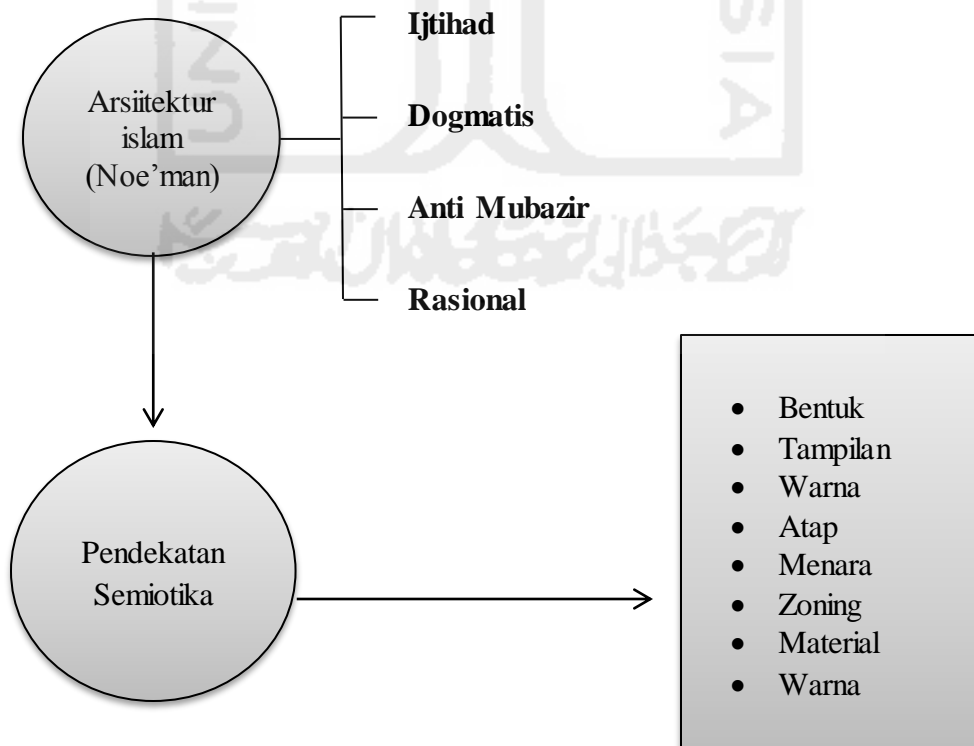 Ijtihad
Arsiitektur
islam
(Noe’man)
Dogmatis
Anti Mubazir
Rasional
Pendekatan
Semiotika
• Bentuk
• Tampilan
• Warna
• Atap
• Menara
• Zoning
• Material
• Warna